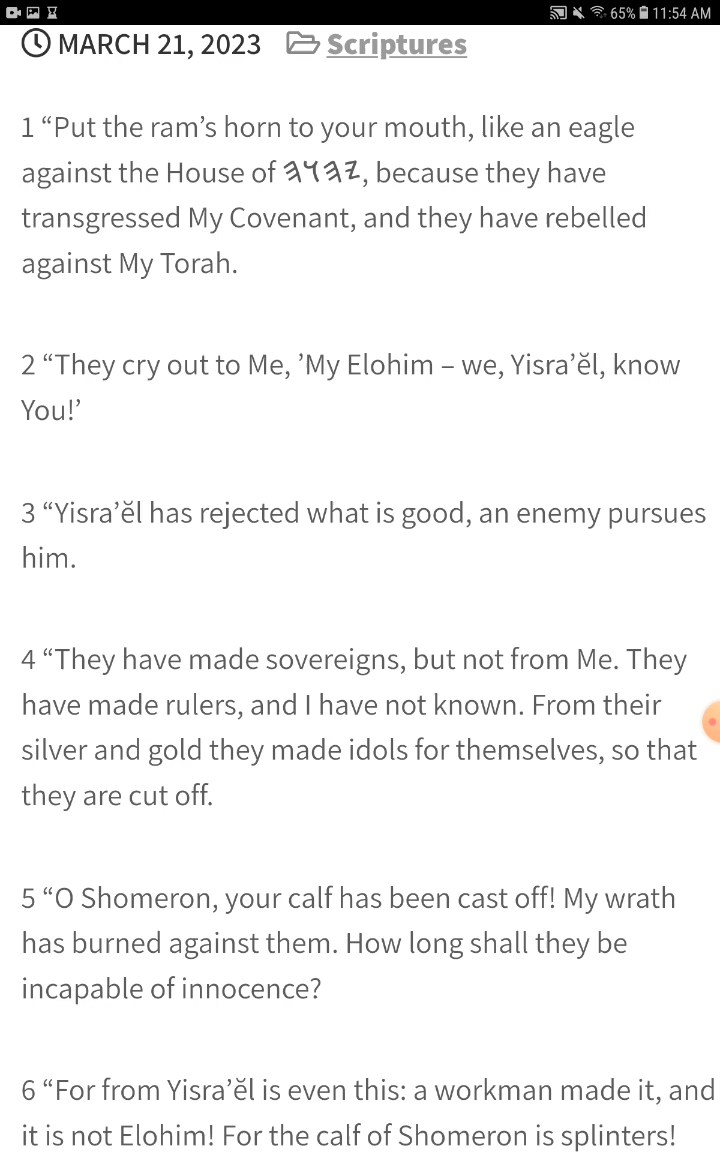 65% 11:54 AM
MARCH 21, 2023 Scriptures
1 “Put the ram’s horn to your mouth, like an eagle
against the House of 𐤉𐤄𐤅𐤄, because they have
transgressed My Covenant, and they have rebelled
against My Torah.
2 “They cry out to Me, ’My Elohim – we, Yisra’ĕl, know
You!’
3 “Yisra’ĕl has rejected what is good, an enemy pursues
him.
4 “They have made sovereigns, but not from Me. They
have made rulers, and I have not known. From their
silver and gold they made idols for themselves, so that
they are cut off.
5 “O Shomeron, your calf has been cast off! My wrath
has burned against them. How long shall they be
incapable of innocence?
6 “For from Yisra’ĕl is even this: a workman made it, and
it is not Elohim! For the calf of Shomeron is splinters!